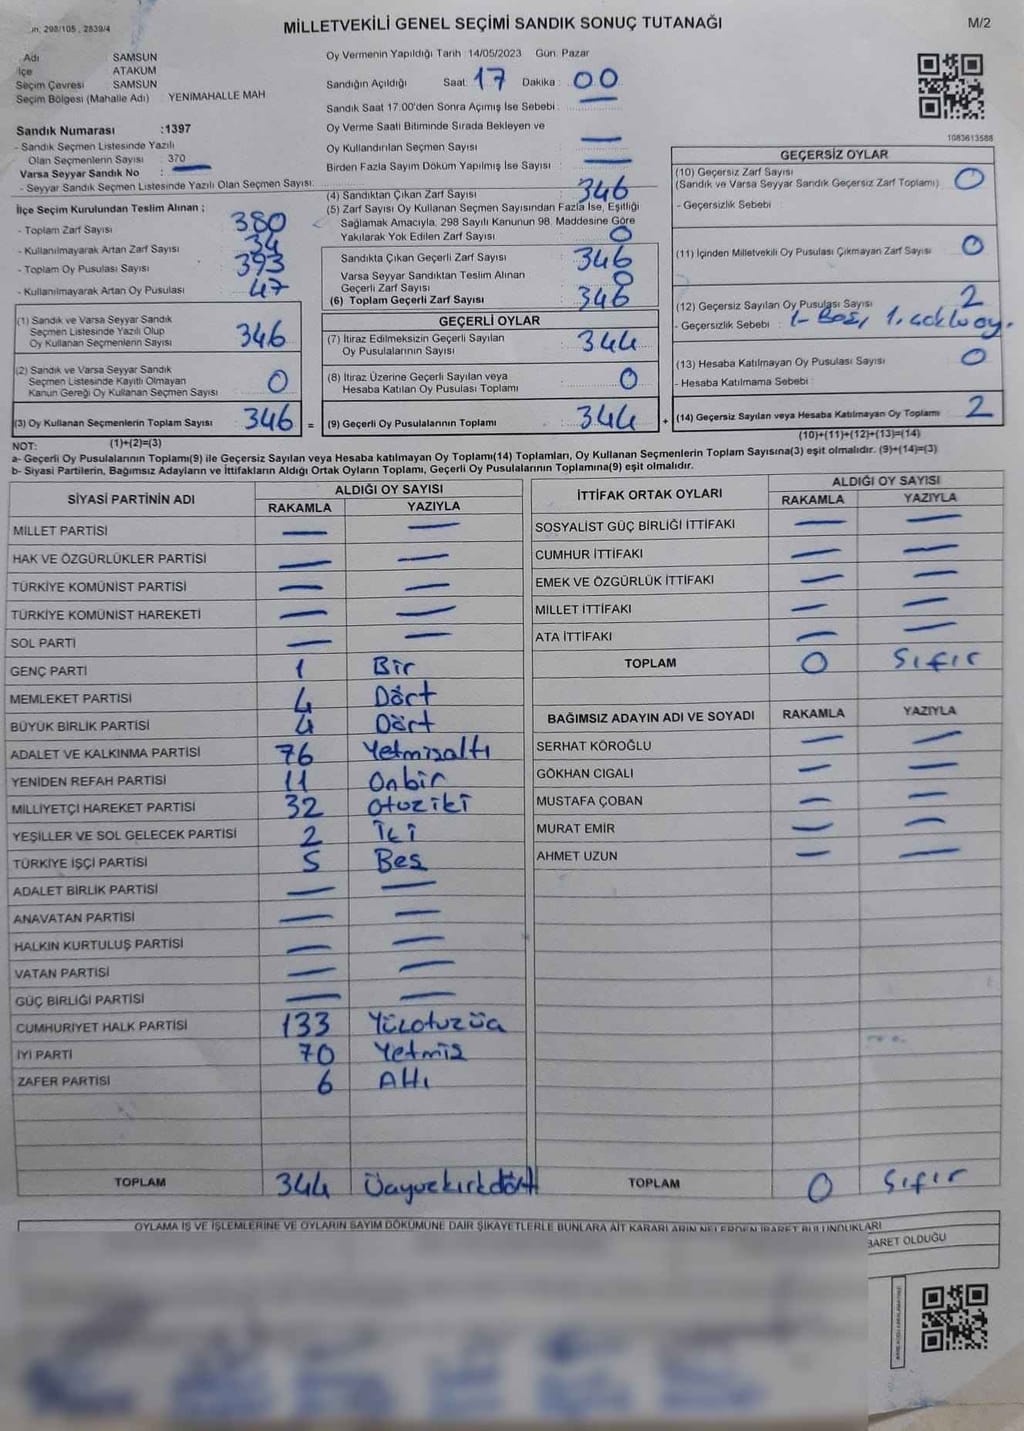 298/105 , 2839/4
MİLLETVEKİLİ GENEL SEÇİMİ SANDIK SONUÇ TUTANAĞI
M/2
Adı SAMSUN
İlçe ATAKUM
Seçim Çevresi SAMSUN
Seçim Bölgesi (Mahalle Adı) YENİMAHALLE MAH
Oy Vermenin Yapıldığı Tarih : 14/05/2023 Gün: Pazar
Sandığın Açıldığı Saat: 17 Dakika : 00
Sandık Saat 17.00'den Sonra Açımış İse Sebebi :
Oy Verme Saati Bitiminde Sırada Bekleyen ve
Oy Kullandırılan Seçmen Sayısı : —
Birden Fazla Sayım Döküm Yapılmış İse Sayısı : —
Sandık Numarası :1397
- Sandık Seçmen Listesinde Yazılı
Olan Seçmenlerin Sayısı : 370
Varsa Seyyar Sandık No : —
- Seyyar Sandık Seçmen Listesinde Yazılı Olan Seçmen Sayısı:
1083613588
İlçe Seçim Kurulundan Teslim Alınan ;
- Toplam Zarf Sayısı 380
- Kullanılmayarak Artan Zarf Sayısı 34
- Toplam Oy Pusulası Sayısı 393
- Kullanılmayarak Artan Oy Pusulası 47
(1) Sandık ve Varsa Seyyar Sandık
Seçmen Listesinde Yazılı Olup
Oy Kullanan Seçmenlerin Sayısı 346
(2) Sandık ve Varsa Seyyar Sandık
Seçmen Listesinde Kayıtlı Olmayan
Kanun Gereği Oy Kullanan Seçmen Sayısı 0
(3) Oy Kullanan Seçmenlerin Toplam Sayısı 346 =
(1)+(2)=(3)
(4) Sandıktan Çıkan Zarf Sayısı 346
(5) Zarf Sayısı Oy Kullanan Seçmen Sayısından Fazla İse, Eşitliği
Sağlamak Amacıyla, 298 Sayılı Kanunun 98. Maddesine Göre
Yakılarak Yok Edilen Zarf Sayısı 0
Sandıkta Çıkan Geçerli Zarf Sayısı : 346
Varsa Seyyar Sandıktan Teslim Alınan
Geçerli Zarf Sayısı : 0
(6) Toplam Geçerli Zarf Sayısı : 346
GEÇERLİ OYLAR
(7) İtiraz Edilmeksizin Geçerli Sayılan
Oy Pusulalarının Sayısı : 344
(8) İtiraz Üzerine Geçerli Sayılan veya
Hesaba Katılan Oy Pusulası Toplamı : 0
(9) Geçerli Oy Pusulalarının Toplamı : 344 +
GEÇERSİZ OYLAR
(10) Geçersiz Zarf Sayısı
(Sandık ve Varsa Seyyar Sandık Geçersiz Zarf Toplamı) 0
- Geçersizlik Sebebi :
(11) İçinden Milletvekili Oy Pusulası Çıkmayan Zarf Sayısı 0
(12) Geçersiz Sayılan Oy Pusulası Sayısı 2
- Geçersizlik Sebebi : 1- Boş, 1. oy.
(13) Hesaba Katılmayan Oy Pusulası Sayısı 0
- Hesaba Katılmama Sebebi :
(14) Geçersiz Sayılan veya Hesaba Katılmayan Oy Toplamı 2
(10)+(11)+(12)+(13)=(14)
NOT:
a- Geçerli Oy Pusulalarının Toplamı(9) ile Geçersiz Sayılan veya Hesaba katılmayan Oy Toplamı(14) Toplamları, Oy Kullanan Seçmenlerin Toplam Sayısına(3) eşit olmalıdır. (9)+(14)=(3)
b- Siyasi Partilerin, Bağımsız Adayların ve İttifakların Aldığı Ortak Oyların Toplamı, Geçerli Oy Pusulalarının Toplamına(9) eşit olmalıdır.
SİYASİ PARTİNİN ADI ALDIĞI OY SAYISI
RAKAMLA YAZIYLA
MİLLET PARTİSİ — —
HAK VE ÖZGÜRLÜKLER PARTİSİ — —
TÜRKİYE KOMÜNİST PARTİSİ — —
TÜRKİYE KOMÜNİST HAREKETİ — —
SOL PARTİ — —
GENÇ PARTİ 1 Bir
MEMLEKET PARTİSİ 4 Dört
BÜYÜK BİRLİK PARTİSİ 4 Dört
ADALET VE KALKINMA PARTİSİ 76 Yetmişaltı
YENİDEN REFAH PARTİSİ 11 Onbir
MİLLİYETÇİ HAREKET PARTİSİ 32 Otuziki
YEŞİLLER VE SOL GELECEK PARTİSİ 2 İki
TÜRKİYE İŞÇİ PARTİSİ 5 Beş
ADALET BİRLİK PARTİSİ — —
ANAVATAN PARTİSİ — —
HALKIN KURTULUŞ PARTİSİ — —
VATAN PARTİSİ — —
GÜÇ BİRLİĞİ PARTİSİ — —
CUMHURİYET HALK PARTİSİ 133 Yüzotuzüç
İYİ PARTİ 70 Yetmiş
ZAFER PARTİSİ 6 Altı
TOPLAM 344 Üçyüzkırkdört
İTTİFAK ORTAK OYLARI ALDIĞI OY SAYISI
RAKAMLA YAZIYLA
SOSYALİST GÜÇ BİRLİĞİ İTTİFAKI — —
CUMHUR İTTİFAKI — —
EMEK VE ÖZGÜRLÜK İTTİFAKI — —
MİLLET İTTİFAKI — —
ATA İTTİFAKI — —
TOPLAM 0 Sıfır
BAĞIMSIZ ADAYIN ADI VE SOYADI RAKAMLA YAZIYLA
SERHAT KÖROĞLU — —
GÖKHAN CIGALI — —
MUSTAFA ÇOBAN — —
MURAT EMİR — —
AHMET UZUN — —
TOPLAM 0 Sıfır
OYLAMA İŞ VE İŞLEMLERİNE VE OYLARIN SAYIM DÖKÜMÜNE DAİR ŞİKAYETLERLE BUNLARA AİT KARARLARIN NELERDEN İBARET BULUNDUKLARI
BARET OLDUĞU